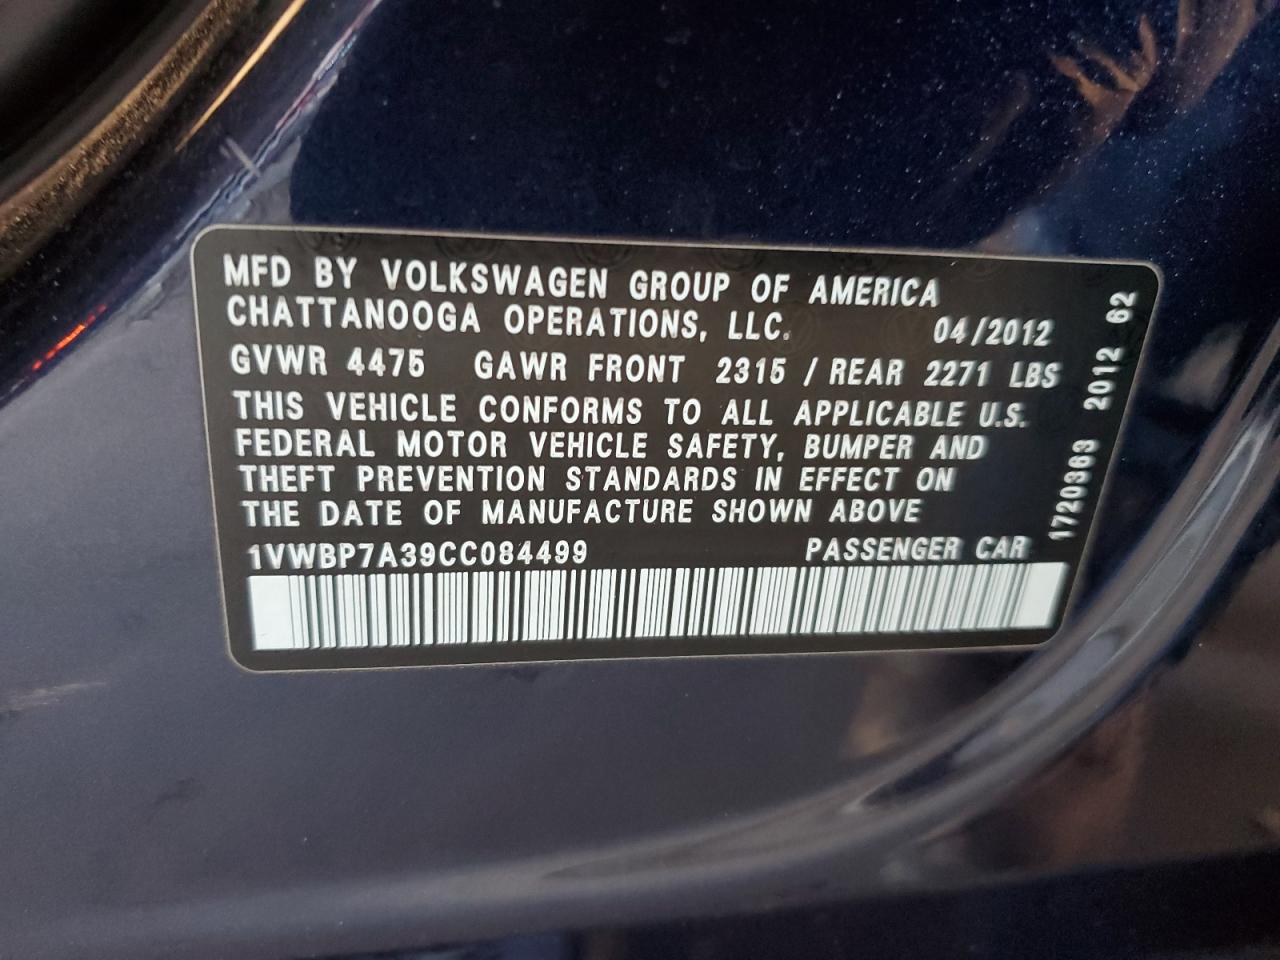 MFD BY VOLKSWAGEN GROUP OF AMERICA
CHATTANOOGA OPERATIONS, LLC. 04/2012
GVWR 4475 GAWR FRONT 2315 / REAR 2271 LBS
THIS VEHICLE CONFORMS TO ALL APPLICABLE U.S.
FEDERAL MOTOR VEHICLE SAFETY, BUMPER AND
THEFT PREVENTION STANDARDS IN EFFECT ON
THE DATE OF MANUFACTURE SHOWN ABOVE
1VWBP7A39CC084499 PASSENGER CAR
1720363 2012 62